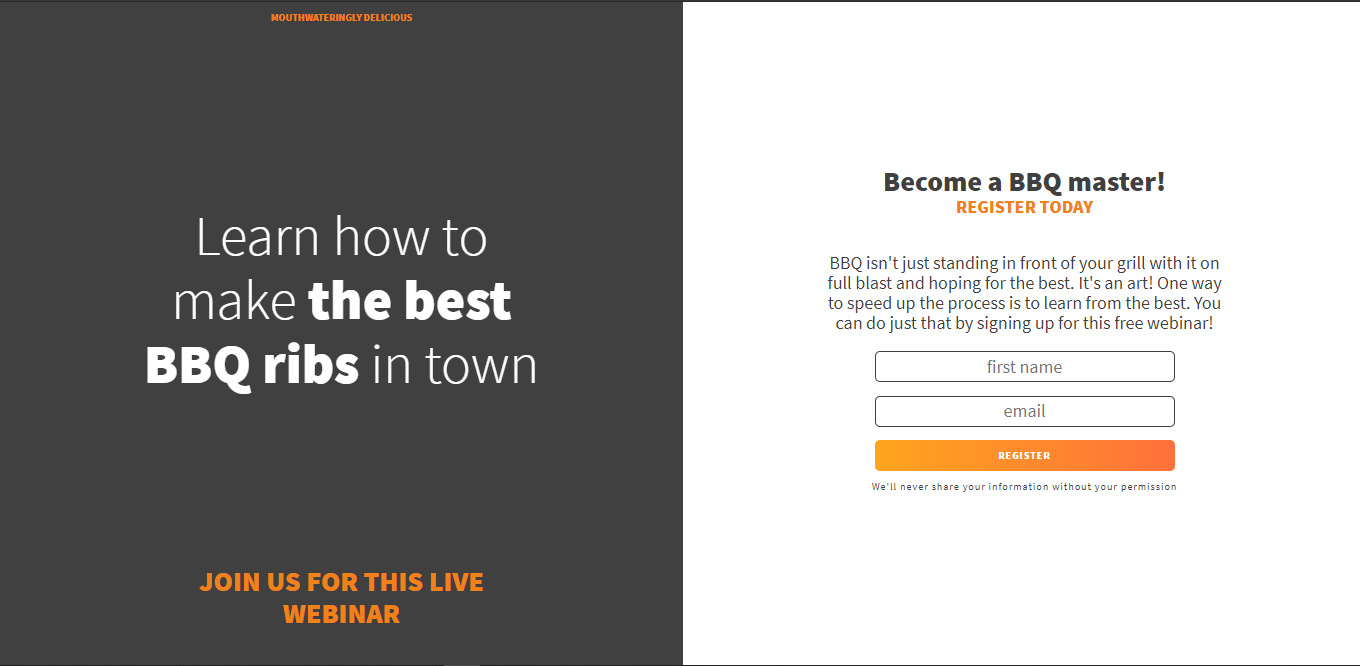 MOUTHWATERINGLY DELICIOUS
Learn how to
make the best
BBQ ribs in town
JOIN US FOR THIS LIVE
WEBINAR
Become a BBQ master!
REGISTER TODAY
BBQ isn't just standing in front of your grill with it on
full blast and hoping for the best. It's an art! One way
to speed up the process is to learn from the best. You
can do just that by signing up for this free webinar!
first name
email
REGISTER
We'll never share your information without your permission